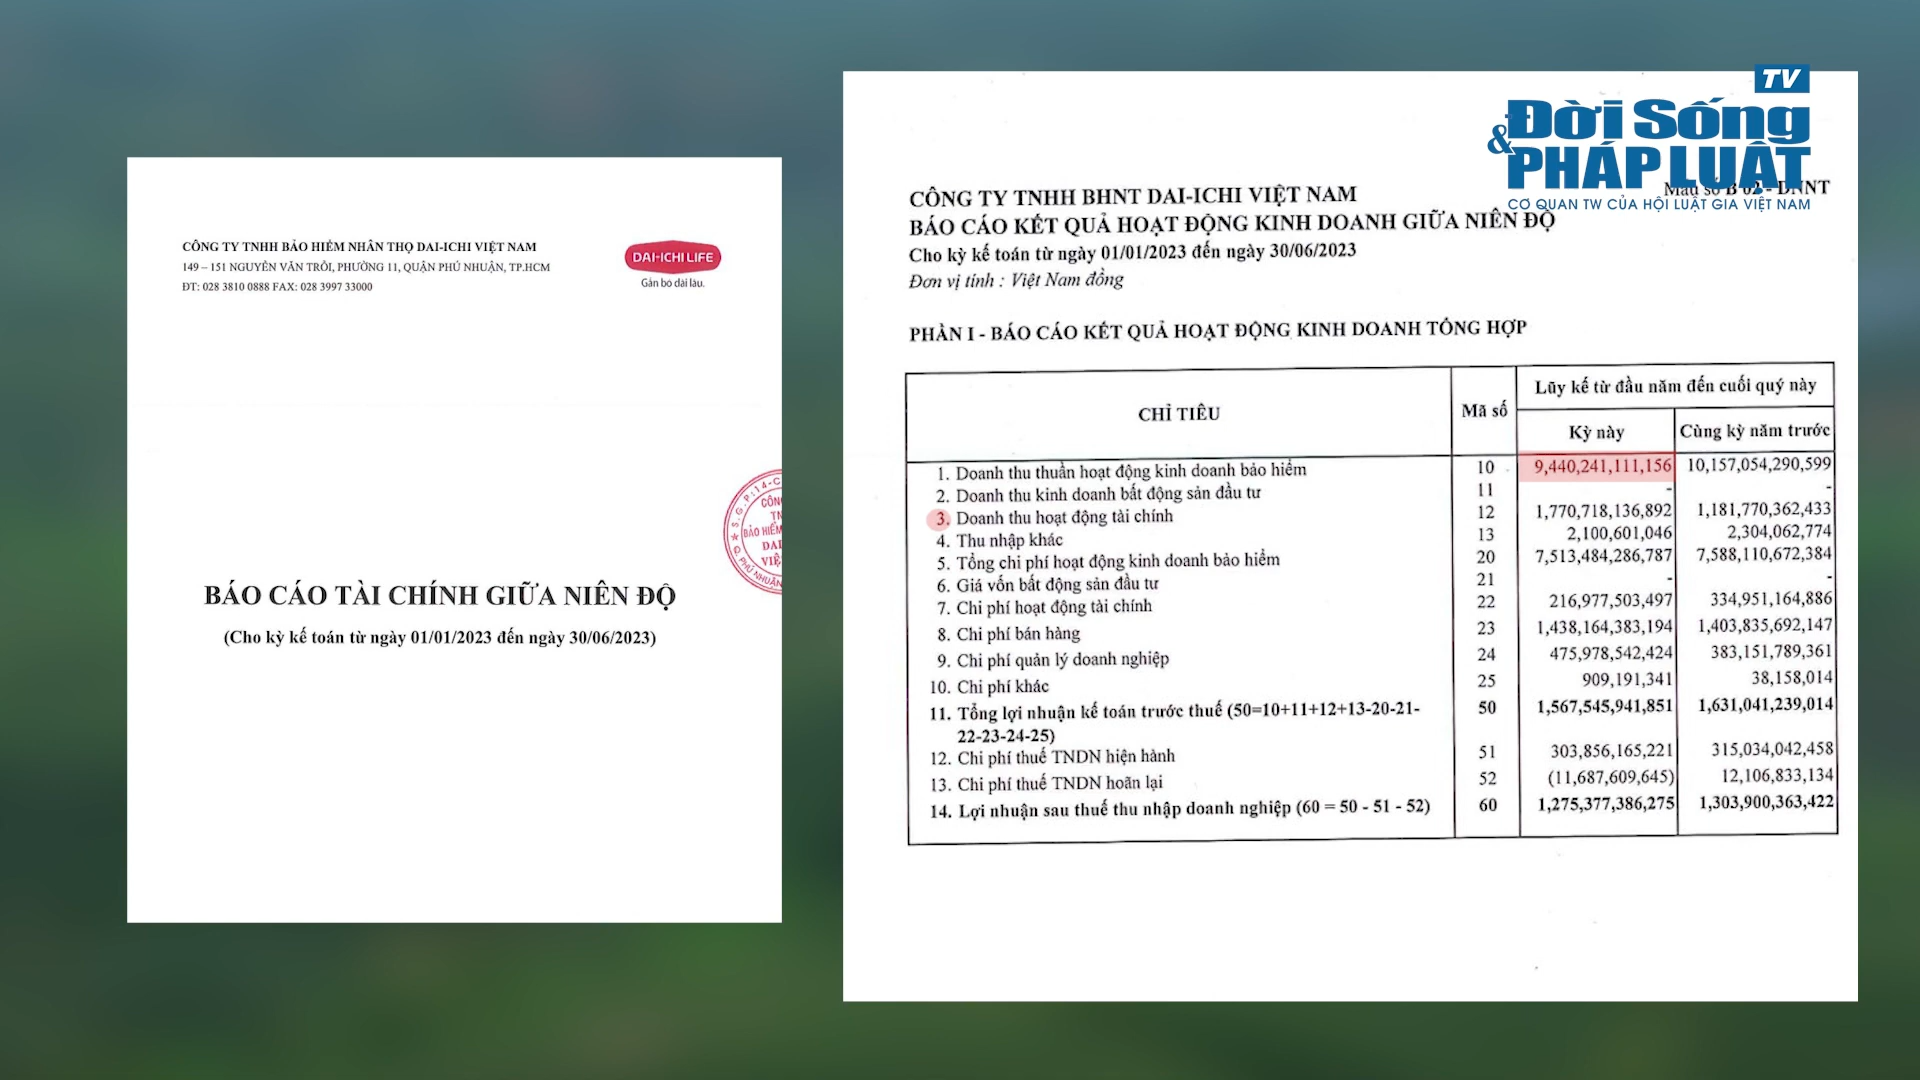 TV
Đời Sống
& PHÁP LUẬT
CƠ QUAN TW CỦA HỘI LUẬT GIA VIỆT NAM
CÔNG TY TNHH BẢO HIỂM NHÂN THỌ DAI-ICHI VIỆT NAM
149 – 151 NGUYỄN VĂN TRỖI, PHƯỜNG 11, QUẬN PHÚ NHUẬN, TP.HCM
ĐT: 028 3810 0888 FAX: 028 3997 33000
DAI-ICHI LIFE
Gắn bó dài lâu.
BÁO CÁO TÀI CHÍNH GIỮA NIÊN ĐỘ
(Cho kỳ kế toán từ ngày 01/01/2023 đến ngày 30/06/2023)
CÔNG TY TNHH BHNT DAI-ICHI VIỆT NAM
Mẫu số B 02 - DNNT
BÁO CÁO KẾT QUẢ HOẠT ĐỘNG KINH DOANH GIỮA NIÊN ĐỘ
Cho kỳ kế toán từ ngày 01/01/2023 đến ngày 30/06/2023
Đơn vị tính : Việt Nam đồng
PHẦN I - BÁO CÁO KẾT QUẢ HOẠT ĐỘNG KINH DOANH TỔNG HỢP
CHỈ TIÊU Mã số Lũy kế từ đầu năm đến cuối quý này
Kỳ này Cùng kỳ năm trước
1. Doanh thu thuần hoạt động kinh doanh bảo hiểm 10 9,440,241,111,156 10,157,054,290,599
2. Doanh thu kinh doanh bất động sản đầu tư 11 - -
3. Doanh thu hoạt động tài chính 12 1,770,718,136,892 1,181,770,362,433
4. Thu nhập khác 13 2,100,601,046 2,304,062,774
5. Tổng chi phí hoạt động kinh doanh bảo hiểm 20 7,513,484,286,787 7,588,110,672,384
6. Giá vốn bất động sản đầu tư 21 - -
7. Chi phí hoạt động tài chính 22 216,977,503,497 334,951,164,886
8. Chi phí bán hàng 23 1,438,164,383,194 1,403,835,692,147
9. Chi phí quản lý doanh nghiệp 24 475,978,542,424 383,151,789,361
10. Chi phí khác 25 909,191,341 38,158,014
11. Tổng lợi nhuận kế toán trước thuế (50=10+11+12+13-20-21- 50 1,567,545,941,851 1,631,041,239,014
22-23-24-25)
12. Chi phí thuế TNDN hiện hành 51 303,856,165,221 315,034,042,458
13. Chi phí thuế TNDN hoãn lại 52 (11,687,609,645) 12,106,833,134
14. Lợi nhuận sau thuế thu nhập doanh nghiệp (60 = 50 - 51 - 52) 60 1,275,377,386,275 1,303,900,363,422